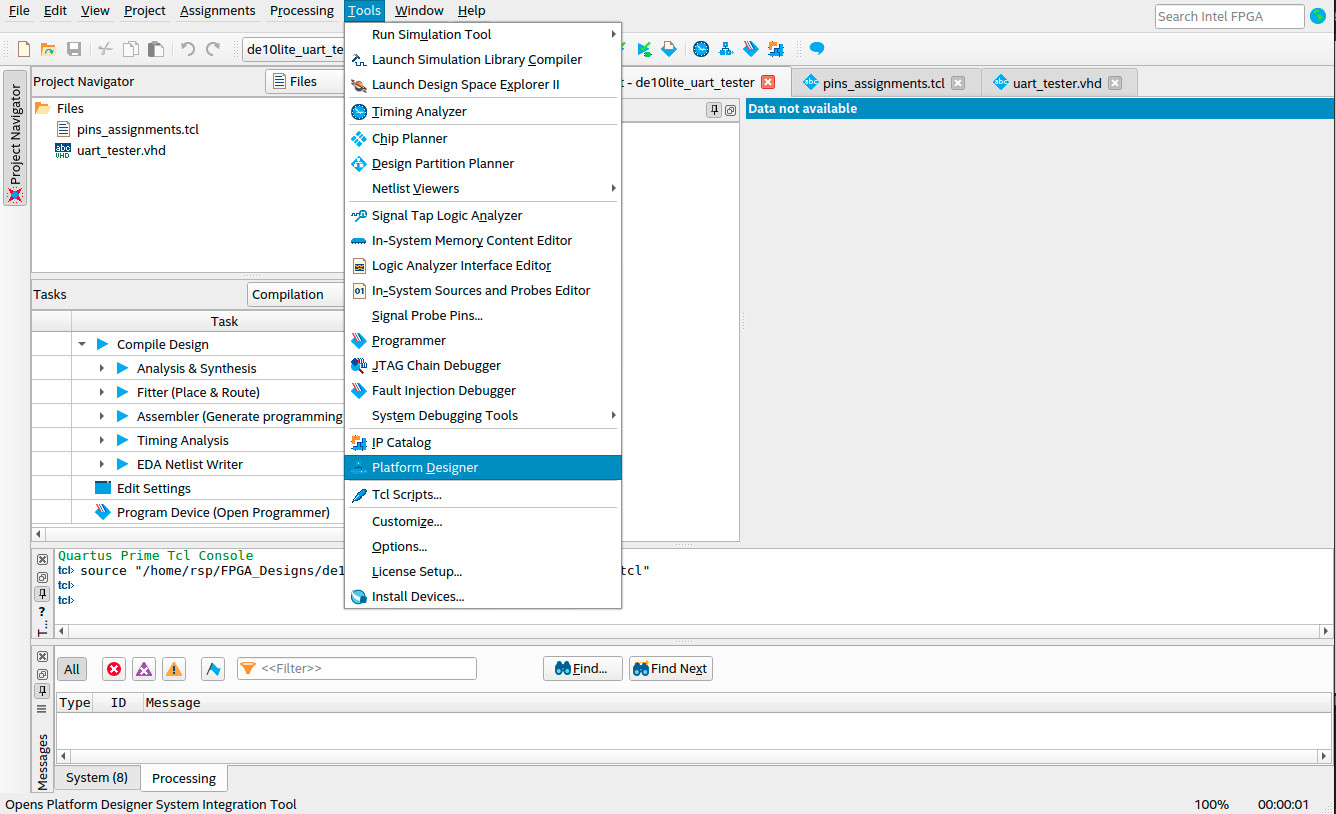 File Edit View Project Assignments Processing Tools Window Help
Search Intel FPGA
de10lite_uart_te
Project Navigator
Project Navigator
Files
Files
pins_assignments.tcl
uart_tester.vhd
Tasks
Compilation
Task
Compile Design
Analysis & Synthesis
Fitter (Place & Route)
Assembler (Generate programming
Timing Analysis
EDA Netlist Writer
Edit Settings
Program Device (Open Programmer)
Run Simulation Tool
Launch Simulation Library Compiler
Launch Design Space Explorer II
Timing Analyzer
Chip Planner
Design Partition Planner
Netlist Viewers
Signal Tap Logic Analyzer
In-System Memory Content Editor
Logic Analyzer Interface Editor
In-System Sources and Probes Editor
Signal Probe Pins...
Programmer
JTAG Chain Debugger
Fault Injection Debugger
System Debugging Tools
IP Catalog
Platform Designer
Tcl Scripts...
Customize...
Options...
License Setup...
Install Devices...
t - de10lite_uart_tester
pins_assignments.tcl
uart_tester.vhd
Data not available
Quartus Prime Tcl Console
tcl> source "/home/rsp/FPGA_Designs/de1
tcl"
tcl>
tcl>
All
<<Filter>>
Find...
Find Next
Type ID Message
Messages
System (8)
Processing
Opens Platform Designer System Integration Tool
100%
00:00:01